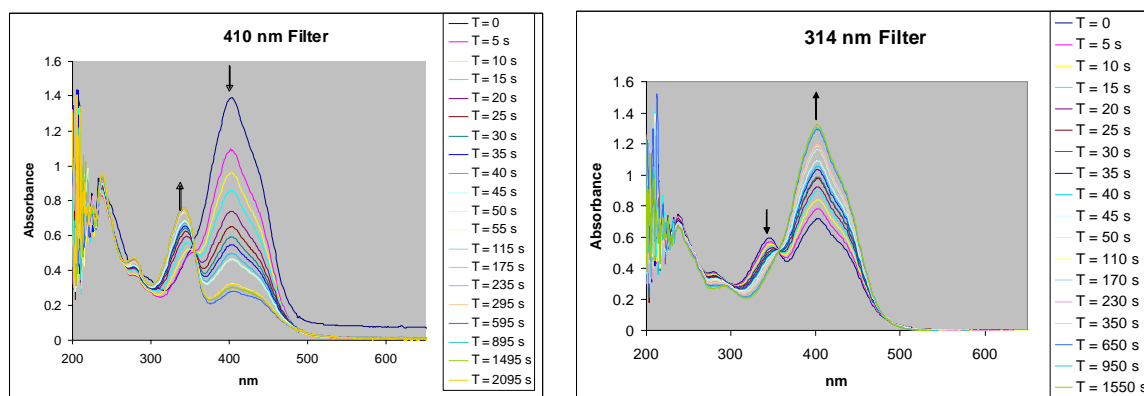 410 nm Filter
Absorbance
1.6
1.4
1.2
1
0.8
0.6
0.4
0.2
0
200 300 400 500 600
nm
T = 0
T = 5 s
T = 10 s
T = 15 s
T = 20 s
T = 25 s
T = 30 s
T = 35 s
T = 40 s
T = 45 s
T = 50 s
T = 55 s
T = 115 s
T = 175 s
T = 235 s
T = 295 s
T = 595 s
T = 895 s
T = 1495 s
T = 2095 s
314 nm Filter
Absorbance
1.6
1.4
1.2
1
0.8
0.6
0.4
0.2
0
200 300 400 500 600
nm
T = 0
T = 5 s
T = 10 s
T = 15 s
T = 20 s
T = 25 s
T = 30 s
T = 35 s
T = 40 s
T = 45 s
T = 50 s
T = 110 s
T = 170 s
T = 230 s
T = 350 s
T = 650 s
T = 950 s
T = 1550 s